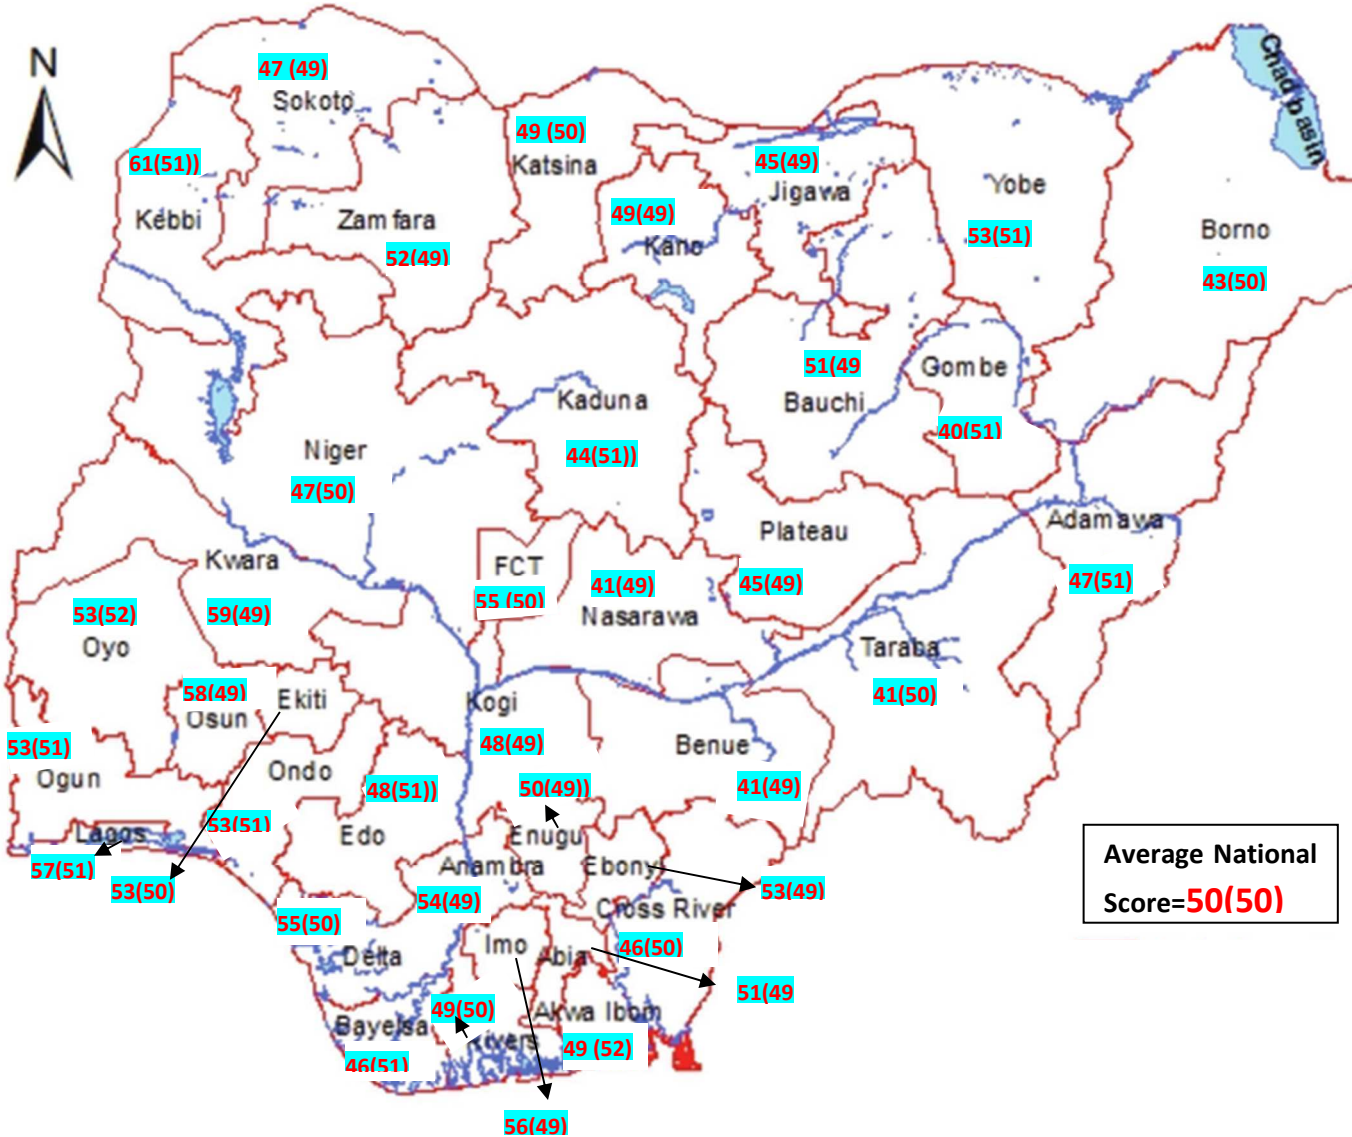 N
47 (49)
Sokoto
Chad basin
61(51))
Kebbi
Zamfara
52(49)
49 (50)
Katsina
49(49)
Kano
45(49)
Jigawa
Yobe
53(51)
Borno
43(50)
51(49
Bauchi
Gombe
40(51)
Kaduna
44(51))
Niger
47(50)
Plateau
45(49)
Adamawa
47(51)
FCT
55 (50)
41(49)
Nasarawa
Kwara
59(49)
53(52)
Oyo
Taraba
41(50)
58(49)
Osun
Ekiti
Kogi
48(49)
Benue
41(49)
53(51)
Ogun
Ondo
48(51))
50(49))
53(51)
Edo
Enugu
Lagos
57(51)
53(50)
Anambra
54(49)
Ebonyi
53(49)
Cross River
46(50)
55(50)
Delta
Imo
Abia
51(49
49(50)
Akwa Ibom
Bayelsa
Rivers
46(51)
49 (52)
56(49)
Average National
Score=50(50)